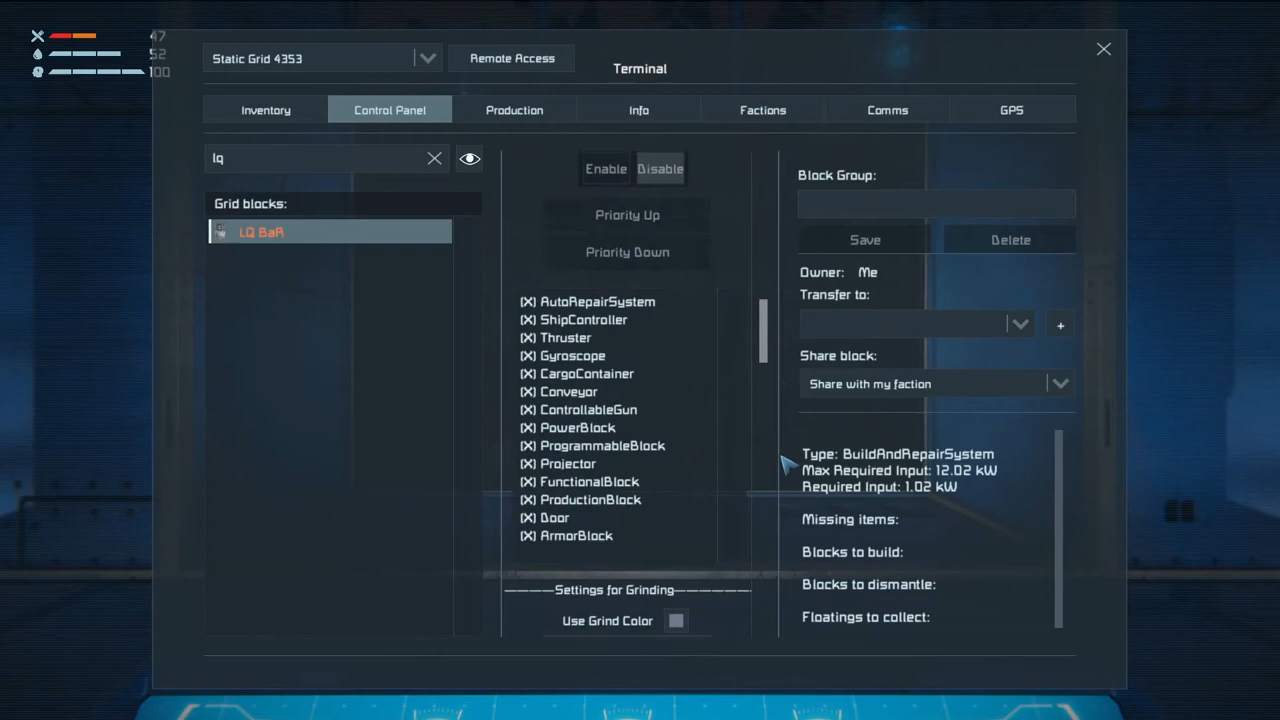 47
52
100
Static Grid 4353
Remote Access
Terminal
Inventory
Control Panel
Production
Info
Factions
Comms
GPS
lq
Grid blocks:
LQ BaR
Enable
Disable
Priority Up
Priority Down
[X] AutoRepairSystem
[X] ShipController
[X] Thruster
[X] Gyroscope
[X] CargoContainer
[X] Conveyor
[X] ControllableGun
[X] PowerBlock
[X] ProgrammableBlock
[X] Projector
[X] FunctionalBlock
[X] ProductionBlock
[X] Door
[X] ArmorBlock
Settings for Grinding
Use Grind Color
Block Group:
Save
Delete
Owner: Me
Transfer to:
+
Share block:
Share with my faction
Type: BuildAndRepairSystem
Max Required Input: 12.02 kW
Required Input: 1.02 kW
Missing items:
Blocks to build:
Blocks to dismantle:
Floatings to collect: